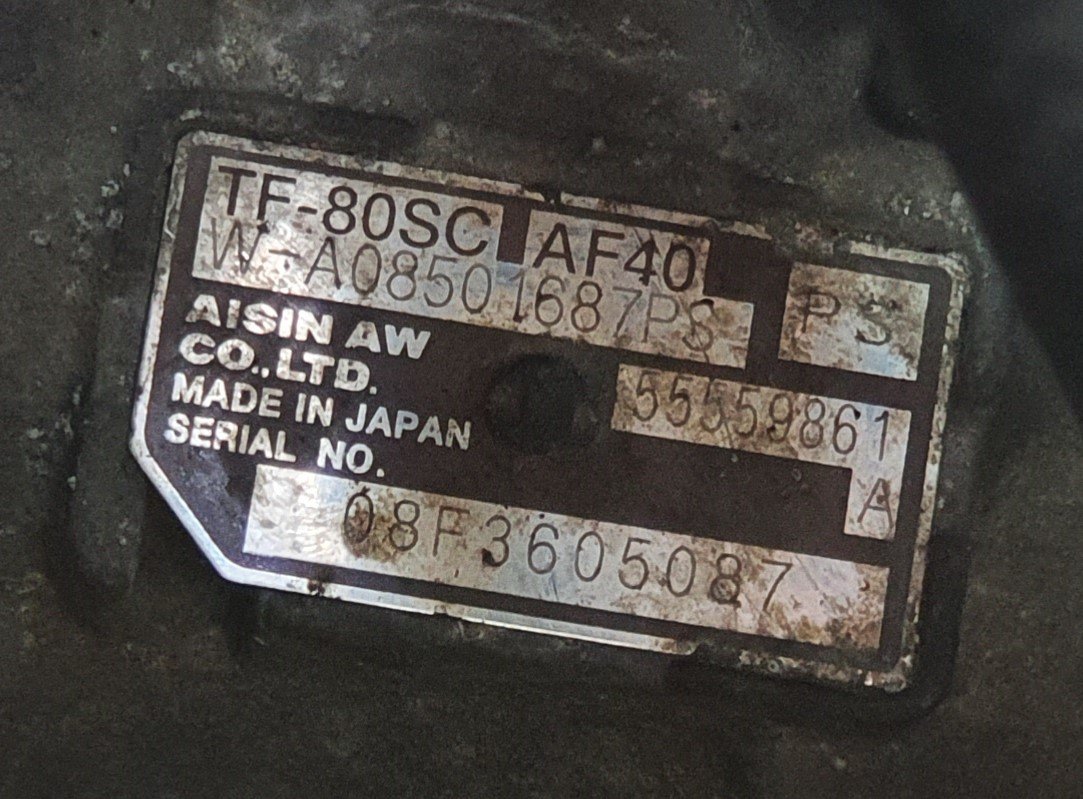 TF-80SC AF40
W-A08501687PS PS
AISIN AW
CO.,LTD.
55559861
MADE IN JAPAN
A
SERIAL NO.
08F3605087